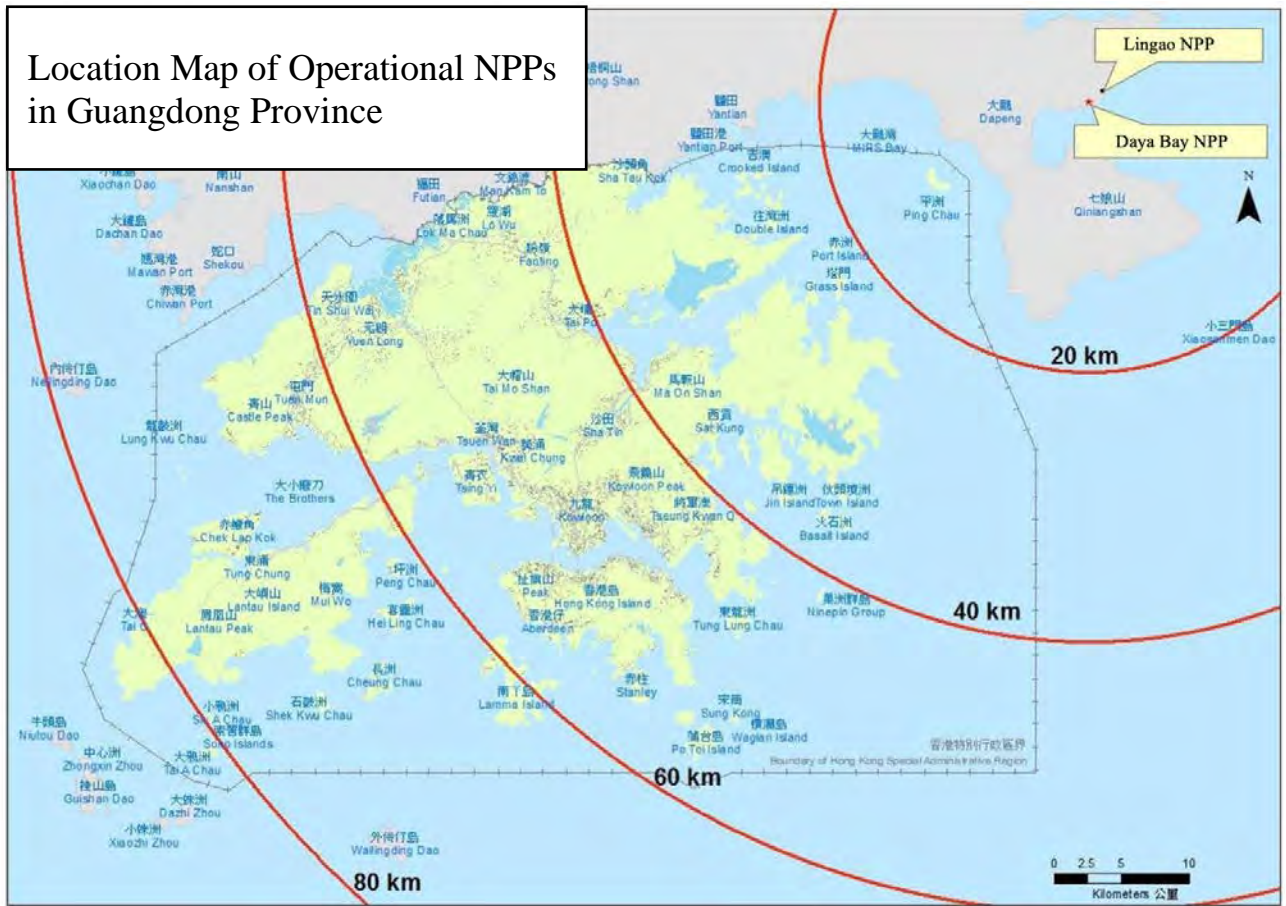 Location Map of Operational NPPs
in Guangdong Province
Lingao NPP
Daya Bay NPP
N
鹽田
Yantian
鹽田港
Yantian Port
大鵬
Dapeng
大鵬灣
MIRS Bay
沙頭角
Sha Tau Kok
吉澳
Crooked Island
七娘山
Qiniangshan
平洲
Ping Chau
往灣洲
Double Island
赤洲
Port Island
塔門
Grass Island
Xiaochan Dao
南山
Nanshan
福田
Futian
文錦渡
Man Kam To
大鏟島
Dachan Dao
蛇口
Shekou
媽灣港
Mawan Port
赤灣港
Chiwan Port
落馬洲
Lok Ma Chau
羅湖
Lo Wu
粉嶺
Fanling
天水圍
Tin Shui Wai
元朗
Yuen Long
大埔
Tai Po
小三門島
Xiaosanmen Dao
20 km
內伶仃島
Neilingding Dao
屯門
Tuen Mun
青山
Castle Peak
大帽山
Tai Mo Shan
馬鞍山
Ma On Shan
龍鼓洲
Lung Kwu Chau
荃灣
Tsuen Wan
葵涌
Kwai Chung
沙田
Sha Tin
西貢
Sai Kung
大小磨刀
The Brothers
青衣
Tsing Yi
飛鵝山
Kowloon Peak
九龍
Kowloon
將軍澳
Tseung Kwan O
吊鐘洲
Jin Island
伙頭墳洲
Town Island
火石洲
Basalt Island
赤鱲角
Chek Lap Kok
東涌
Tung Chung
大嶼山
Lantau Island
梅窩
Mui Wo
坪洲
Peng Chau
扯旗山
Peak
香港島
Hong Kong Island
喜靈洲
Hei Ling Chau
香港仔
Aberdeen
東龍洲
Tung Lung Chau
果洲群島
Ninepin Group
40 km
鳳凰山
Lantau Peak
長洲
Cheung Chau
石鼓洲
Shek Kwu Chau
南丫島
Lamma Island
赤柱
Stanley
宋崗
Sung Kong
橫瀾島
Waglan Island
蒲台島
Po Toi Island
小鴉洲
Siu A Chau
索罟群島
Soko Islands
大鴉洲
Tai A Chau
牛頭島
Niutou Dao
中心洲
Zhongxin Zhou
桂山島
Guishan Dao
大蜘洲
Dazhi Zhou
小蜘洲
Xiaozhi Zhou
外伶仃島
Wailingding Dao
香港特別行政區界
Boundary of Hong Kong Special Administrative Region
60 km
80 km
0 2.5 5 10
Kilometers 公里